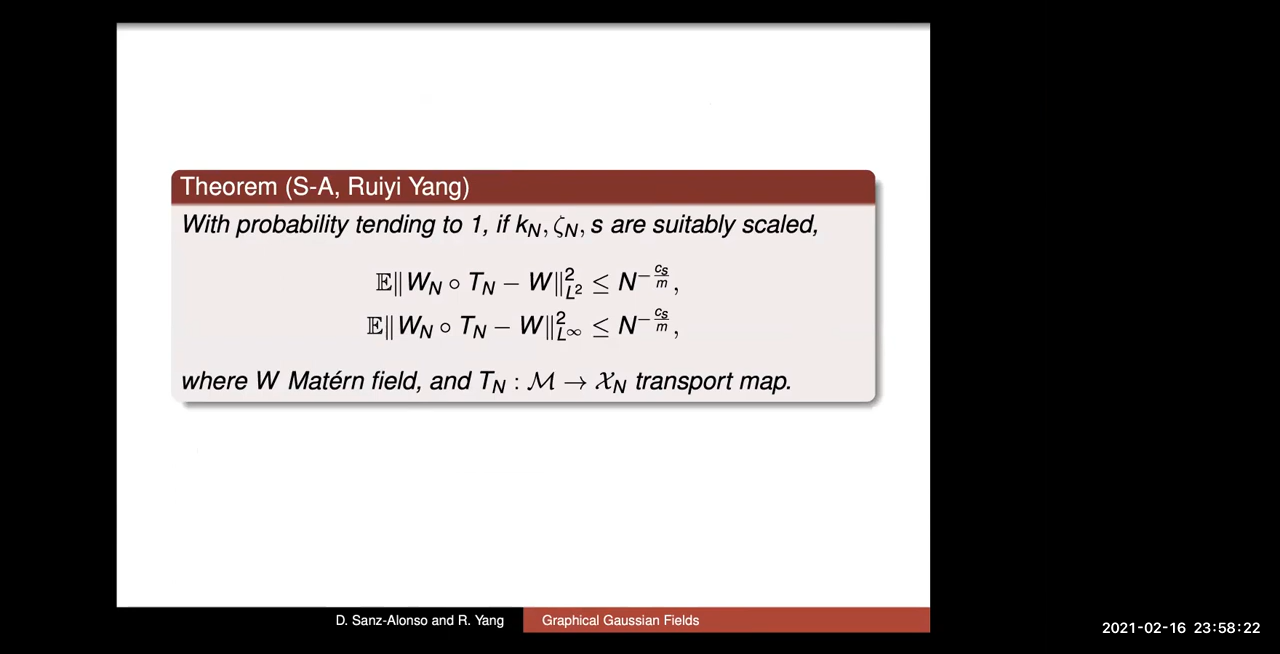 Theorem (S-A, Ruiyi Yang)
With probability tending to 1, if k_N, ζ_N, s are suitably scaled,
𝔼‖W_N ∘ T_N − W‖²_{L²} ≤ N^{−c_s/m},
𝔼‖W_N ∘ T_N − W‖²_{L^∞} ≤ N^{−c_s/m},
where W Matérn field, and T_N : ℳ → 𝒳_N transport map.
D. Sanz-Alonso and R. Yang Graphical Gaussian Fields
2021-02-16 23:58:22